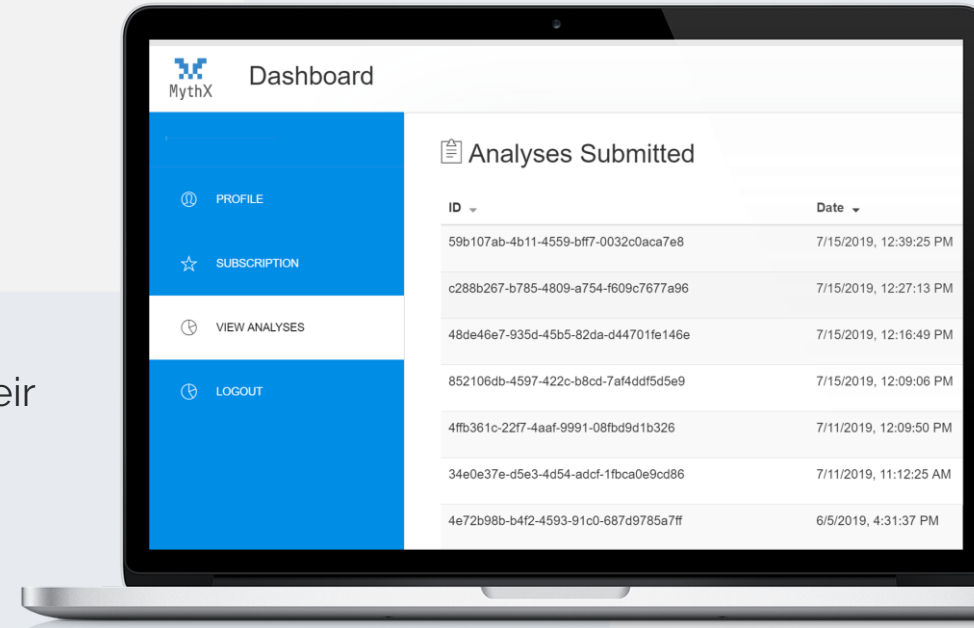 MythX
Dashboard
PROFILE
SUBSCRIPTION
VIEW ANALYSES
LOGOUT
Analyses Submitted
ID Date
59b107ab-4b11-4559-bff7-0032c0aca7e8 7/15/2019, 12:39:25 PM
c288b267-b785-4809-a754-f609c7677a96 7/15/2019, 12:27:13 PM
48de46e7-935d-45b5-82da-d44701fe146e 7/15/2019, 12:16:49 PM
852106db-4597-422c-b8cd-7af4ddf5d5e9 7/15/2019, 12:09:06 PM
4ffb361c-22f7-4aaf-9991-08fbd9d1b326 7/11/2019, 12:09:50 PM
34e0e37e-d5e3-4d54-adcf-1fbca0e9cd86 7/11/2019, 11:12:25 AM
4e72b98b-b4f2-4593-91c0-687d9785a7ff 6/5/2019, 4:31:37 PM
eir